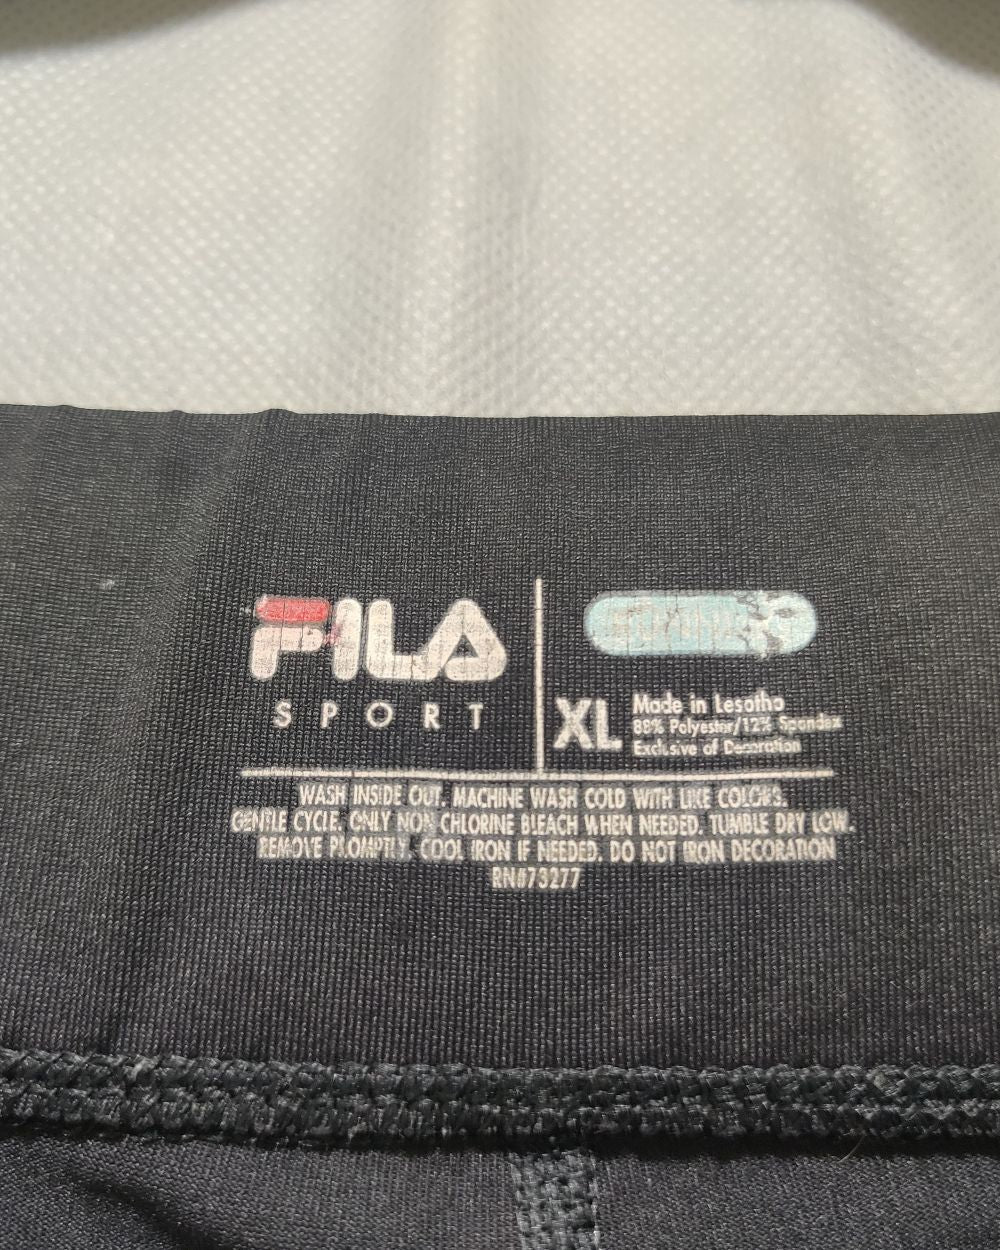 FILA
SPORT
XL
Made in Lesotho
88% Polyester/12% Spandex
Exclusive of Decoration
WASH INSIDE OUT. MACHINE WASH COLD WITH LIKE COLORS.
GENTLE CYCLE. ONLY NON CHLORINE BLEACH WHEN NEEDED. TUMBLE DRY LOW.
REMOVE PROMPTLY. COOL IRON IF NEEDED. DO NOT IRON DECORATION
RN#73277